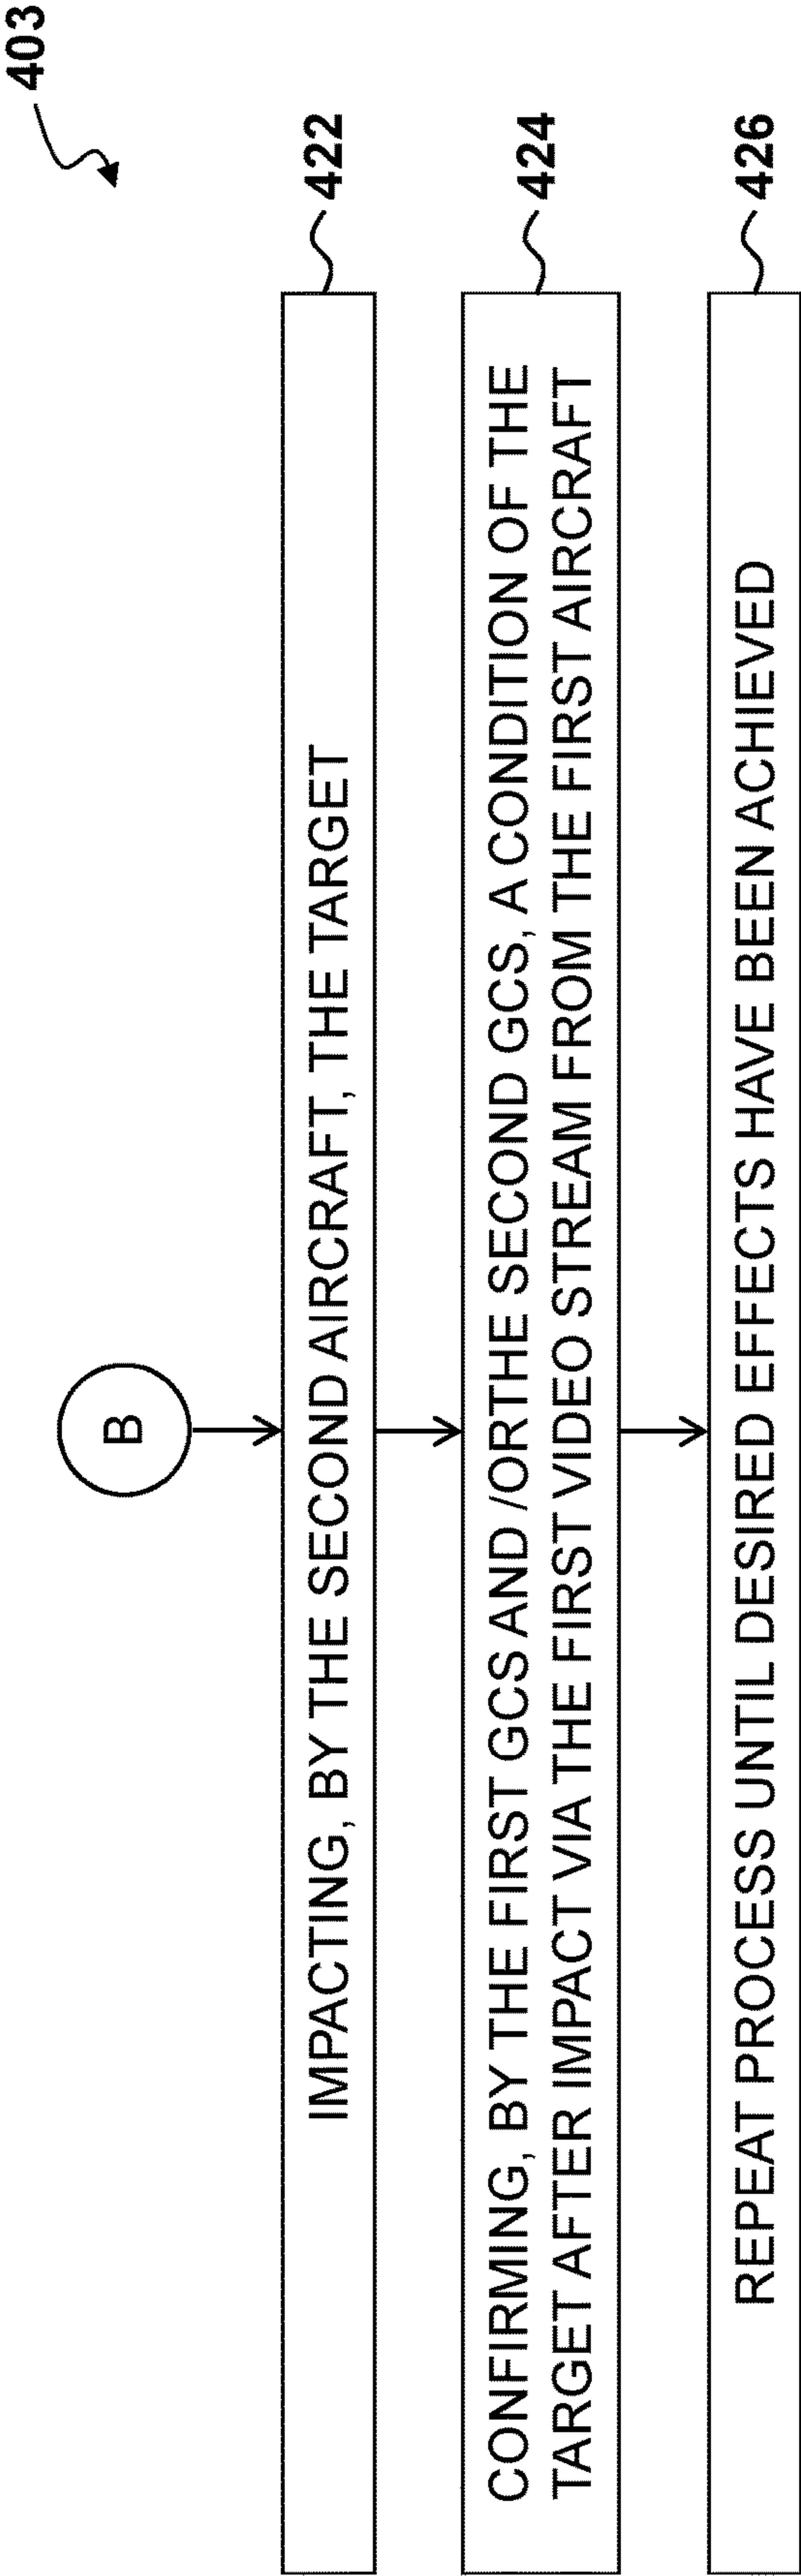 403
B
IMPACTING, BY THE SECOND AIRCRAFT, THE TARGET
422
CONFIRMING, BY THE FIRST GCS AND /ORTHE SECOND GCS, A CONDITION OF THE
TARGET AFTER IMPACT VIA THE FIRST VIDEO STREAM FROM THE FIRST AIRCRAFT
424
REPEAT PROCESS UNTIL DESIRED EFFECTS HAVE BEEN ACHIEVED
426